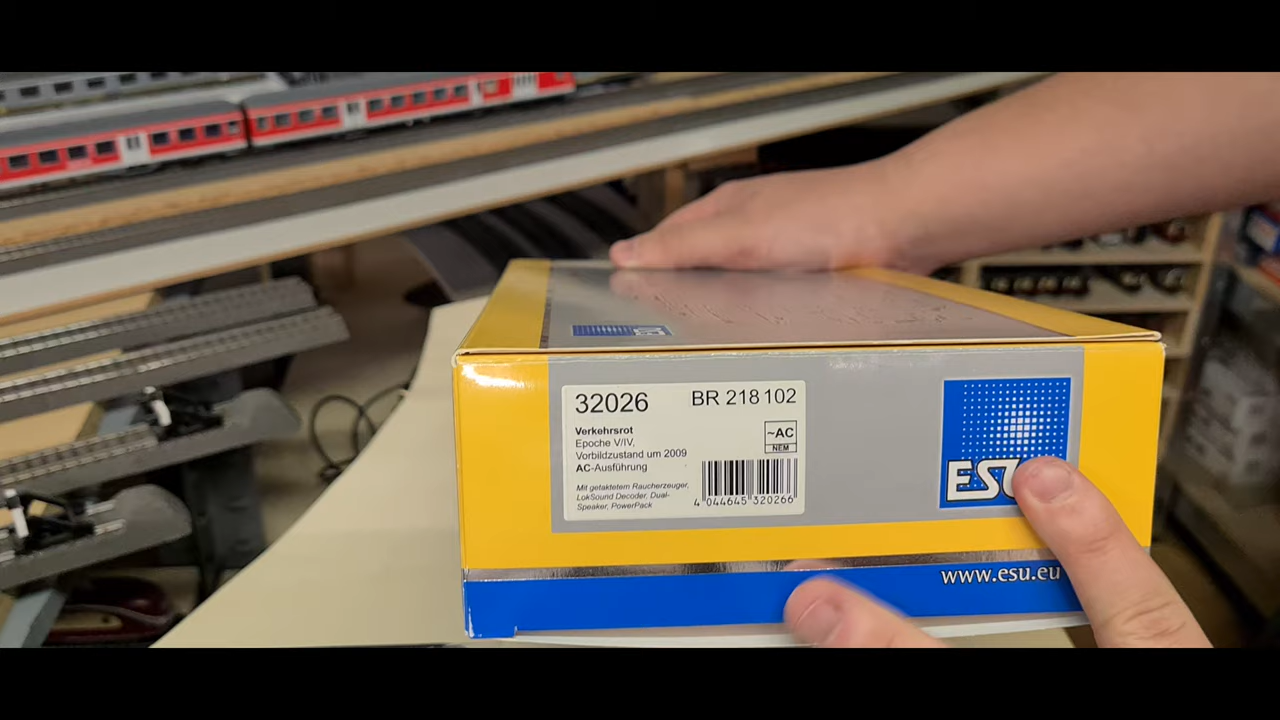 32026 BR 218 102
Verkehrsrot
Epoche V/IV,
Vorbildzustand um 2009
AC-Ausführung
~AC
NEM
Mit getaktetem Raucherzeuger,
LokSound Decoder, Dual-
Speaker, PowerPack
4 044645 320266
ESU
www.esu.eu